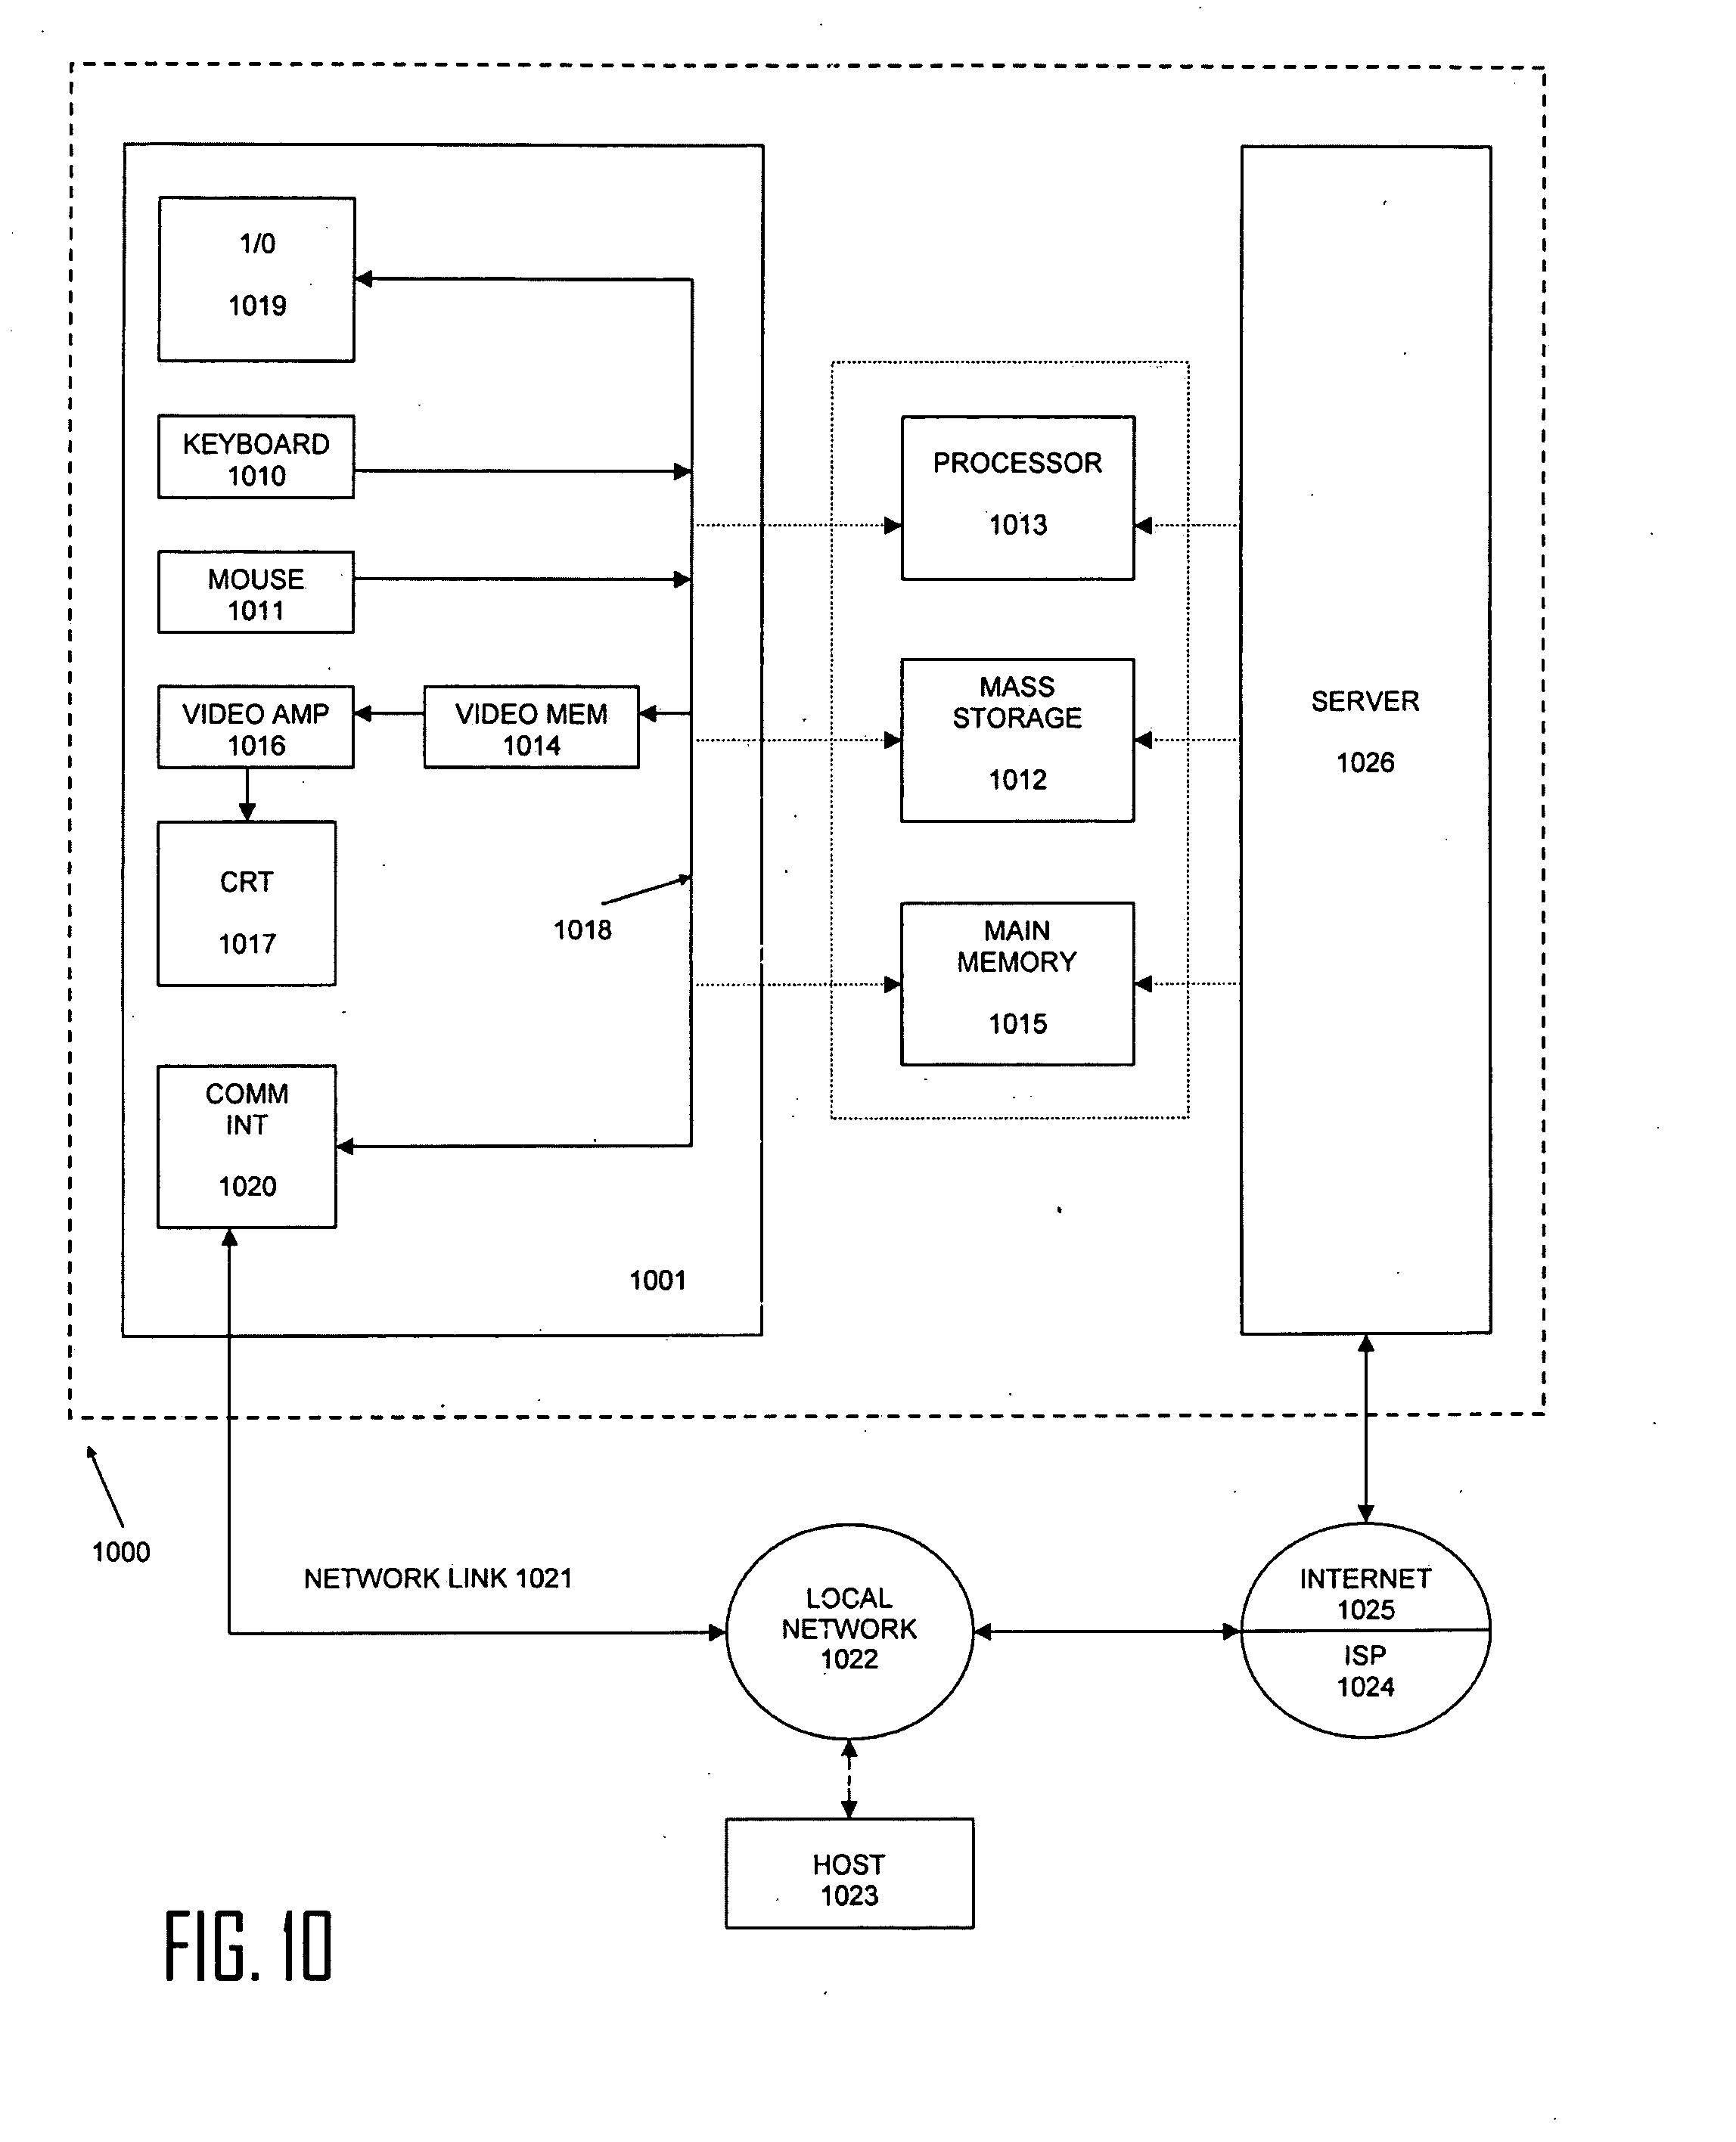 1/0
1019
KEYBOARD
1010
MOUSE
1011
VIDEO AMP
1016
VIDEO MEM
1014
CRT
1017
1018
COMM
INT
1020
1001
PROCESSOR
1013
MASS
STORAGE
1012
MAIN
MEMORY
1015
SERVER
1026
1000
NETWORK LINK 1021
LOCAL
NETWORK
1022
INTERNET
1025
ISP
1024
HOST
1023
FIG. 10